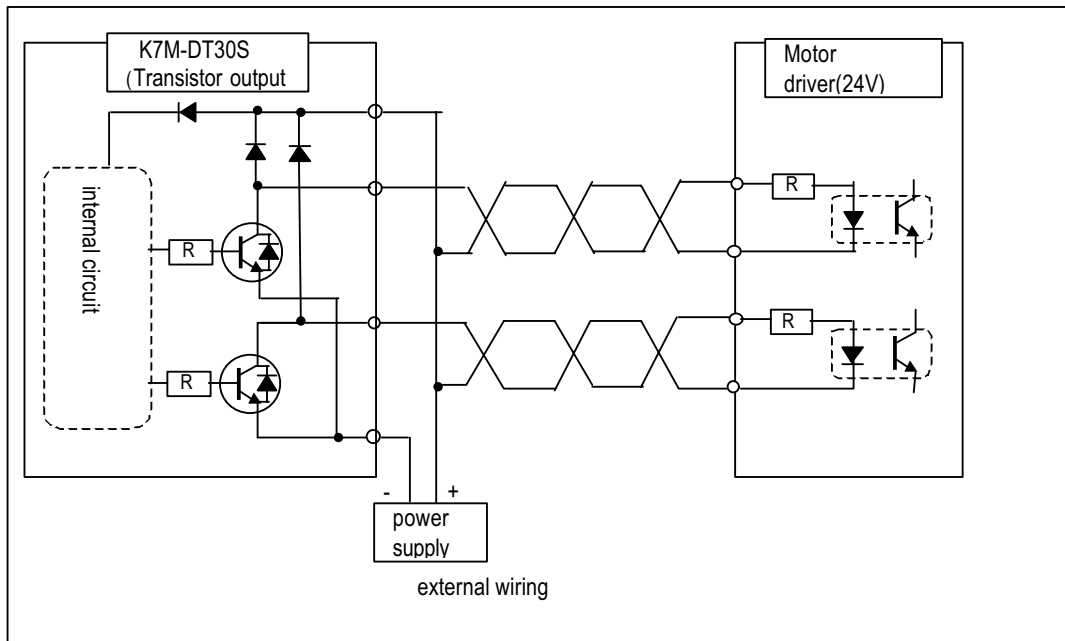 K7M-DT30S
(Transistor output
Motor
driver(24V)
internal circuit
R
R
R
R
- +
power
supply
external wiring